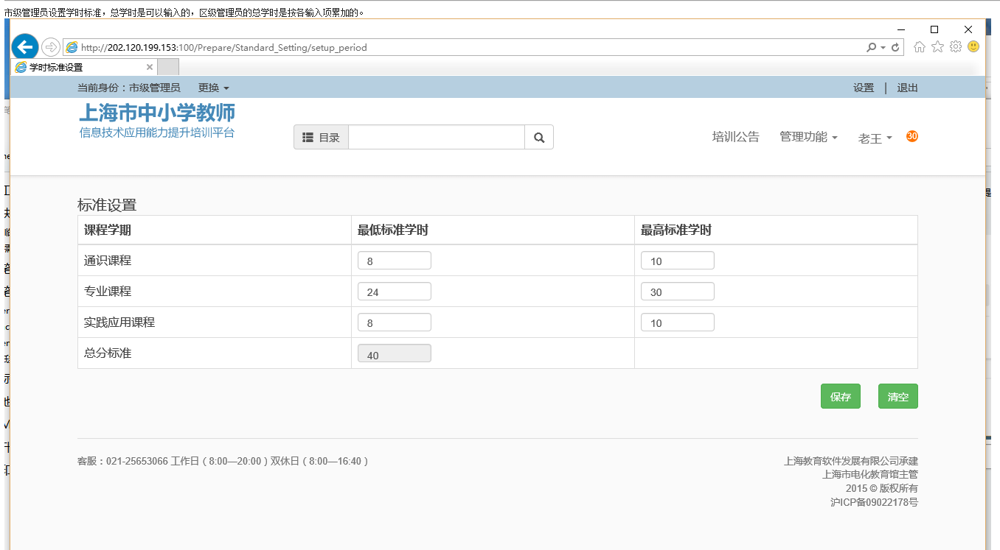 市级管理员设置学时标准，总学时是可以输入的，区级管理员的总学时是按各输入项累加的。
http://202.120.199.153:100/Prepare/Standard_Setting/setup_period
学时标准设置
当前身份：市级管理员 更换 设置 | 退出
上海市中小学教师
信息技术应用能力提升培训平台
目录 培训公告 管理功能 老王 30
标准设置
课程学期 最低标准学时 最高标准学时
通识课程 8 10
专业课程 24 30
实践应用课程 8 10
总分标准 40
保存 清空
客服：021-25653066 工作日（8:00—20:00）双休日（8:00—16:40）
上海教育软件发展有限公司承建
上海市电化教育馆主管
2015 © 版权所有
沪ICP备09022178号